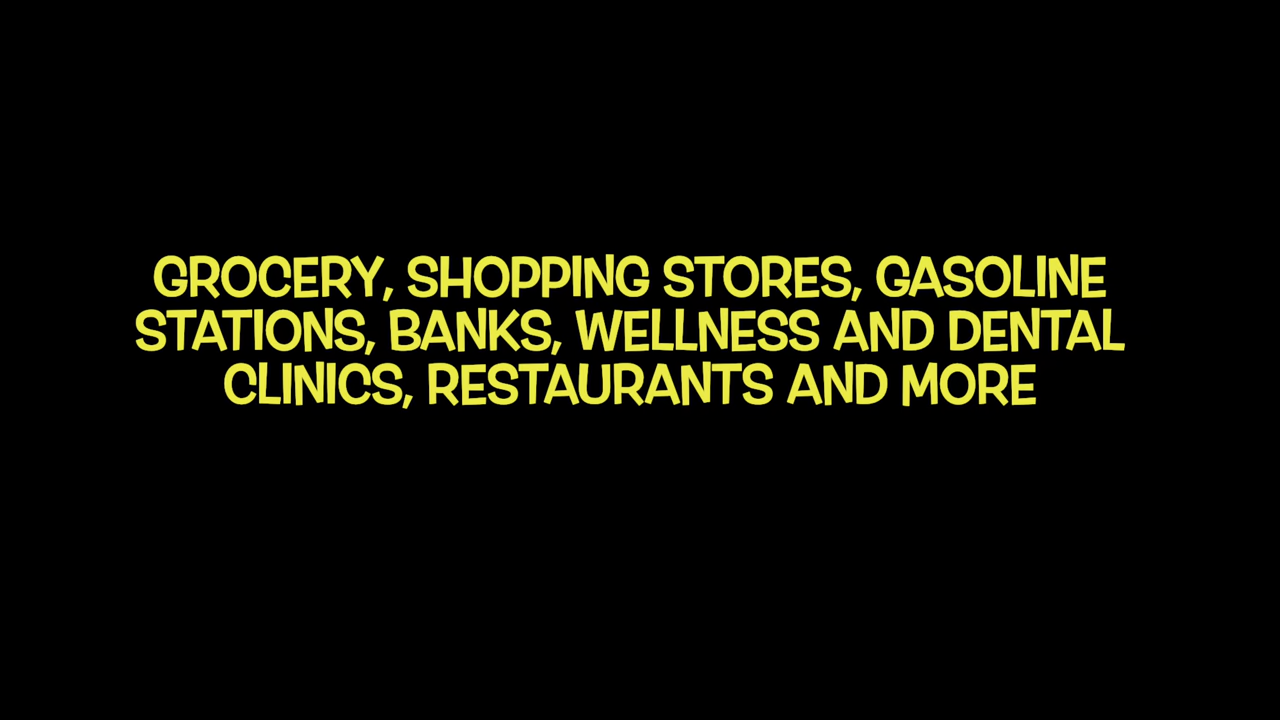 GROCERY, SHOPPING STORES, GASOLINE
STATIONS, BANKS, WELLNESS AND DENTAL
CLINICS, RESTAURANTS AND MORE